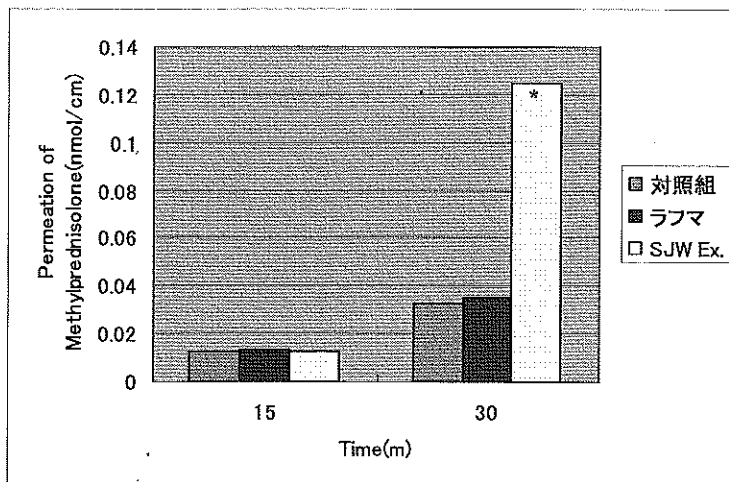 Permeation of
Methylprednisolone(nmol/cm)
0.14
0.12
0.1
0.08
0.06
0.04
0.02
0
*
15
30
Time(m)
対照組
ラフマ
SJW Ex.